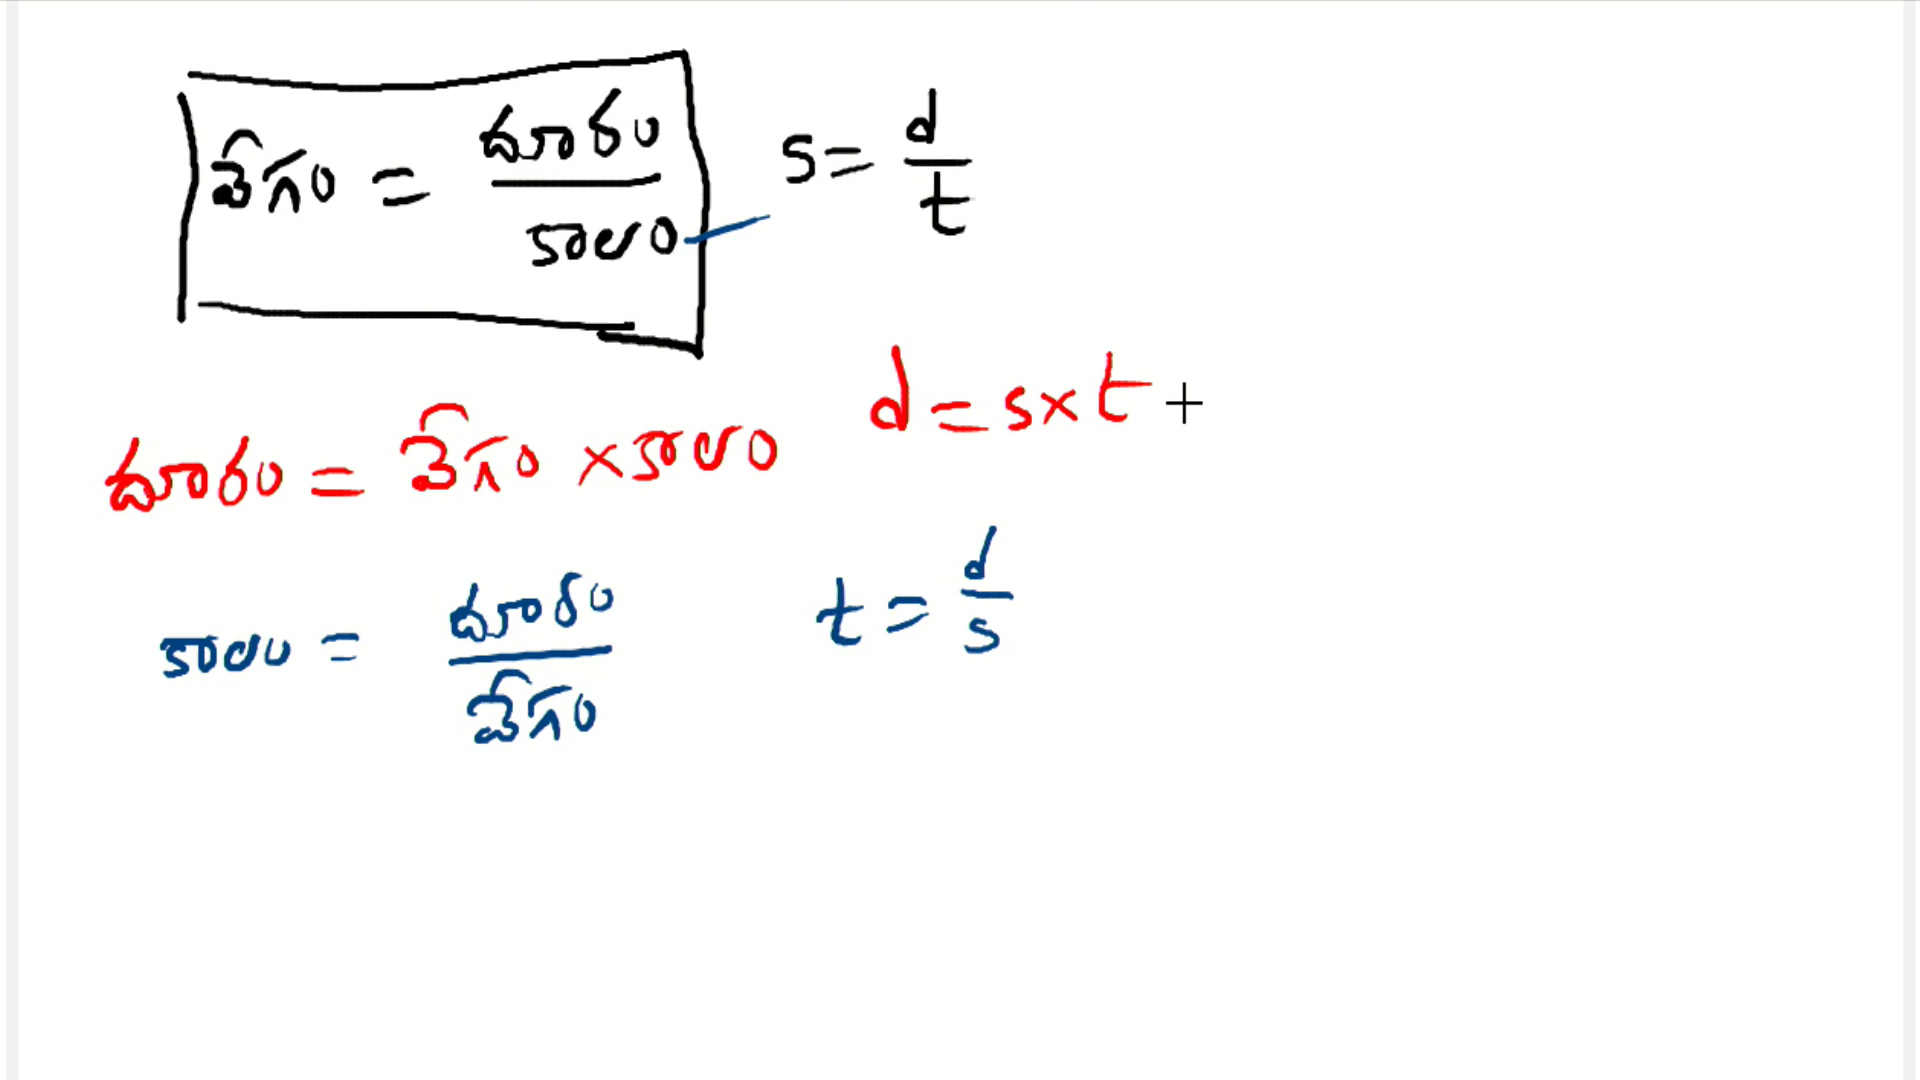 వేగం = దూరం / కాలం s = d / t
దూరం = వేగం × కాలం d = s × t
కాలం = దూరం / వేగం t = d / s